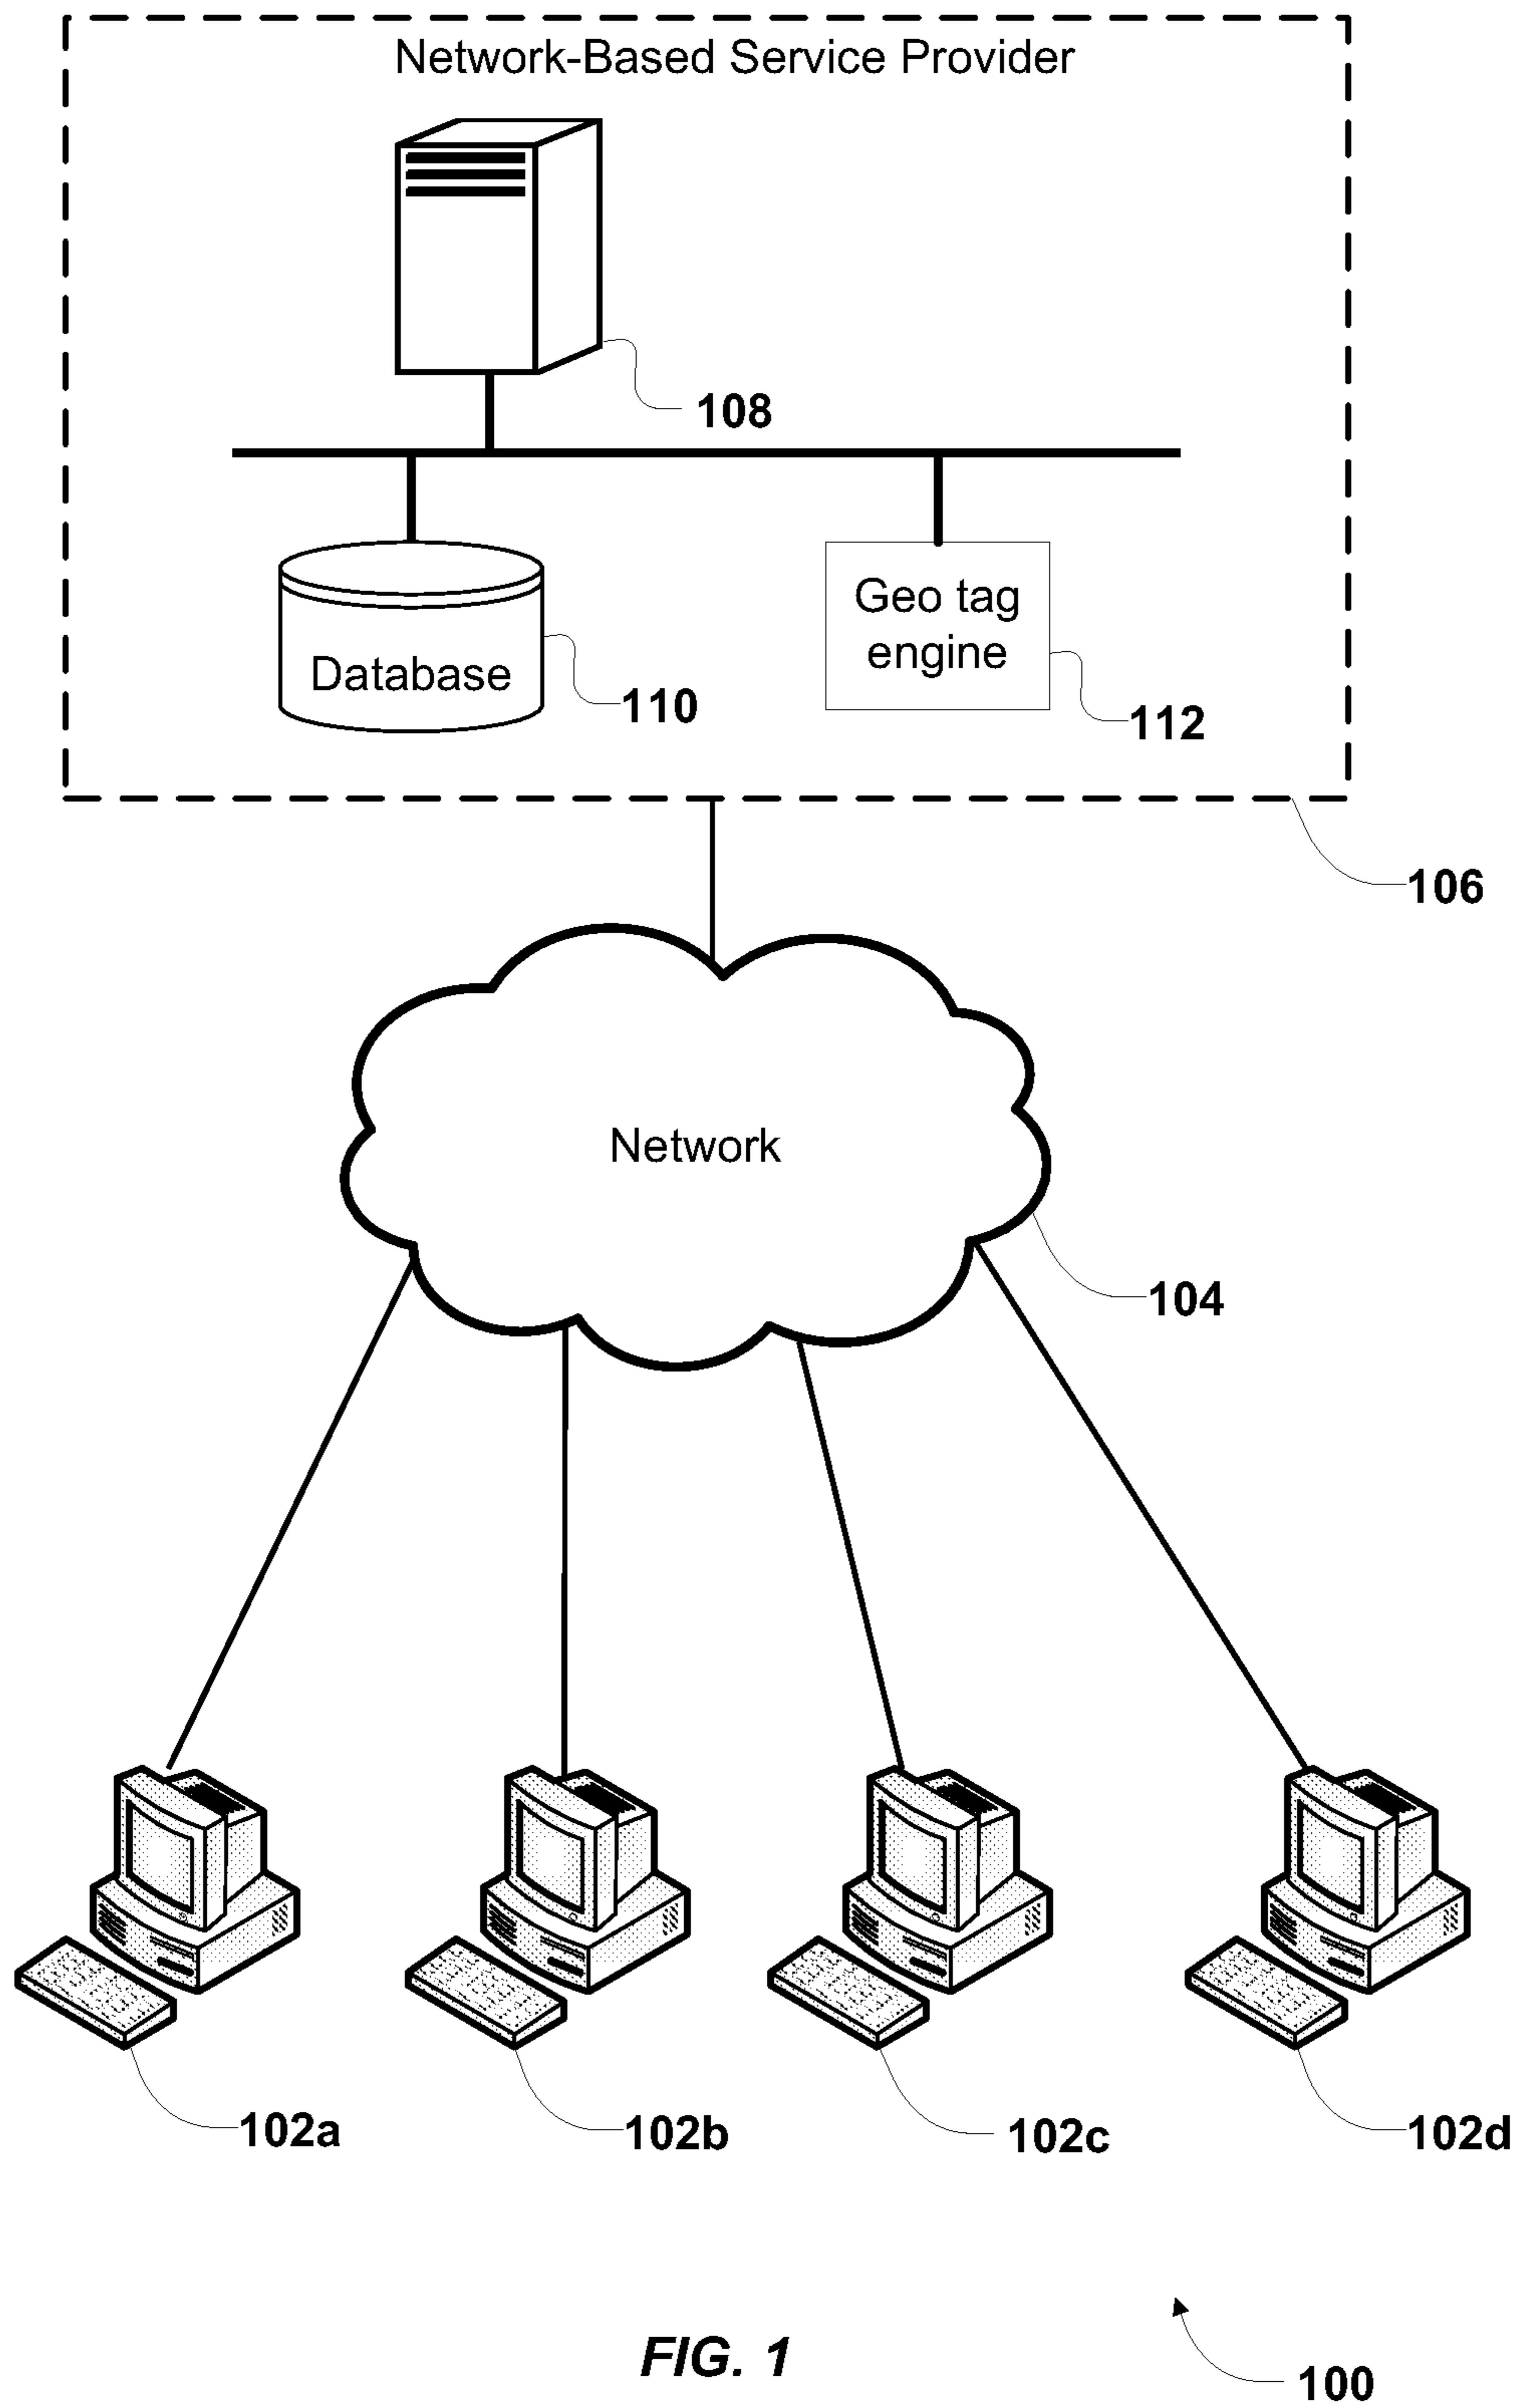 Network-Based Service Provider
108
Geo tag
engine
Database
110
112
106
Network
104
102a
102b
102c
102d
FIG. 1
100